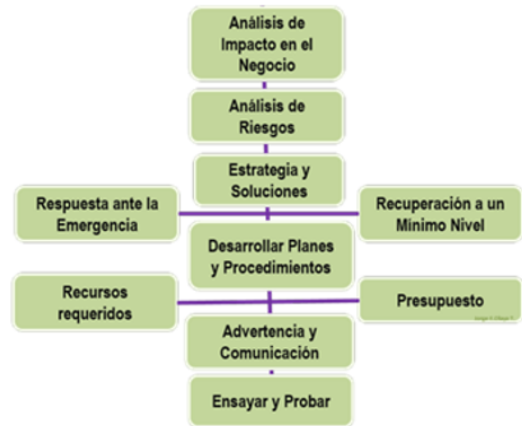 Análisis de
Impacto en el
Negocio
Análisis de
Riesgos
Estrategia y
Soluciones
Respuesta ante la
Emergencia
Recuperación a un
Mínimo Nivel
Desarrollar Planes
y Procedimientos
Recursos
requeridos
Presupuesto
Advertencia y
Comunicación
Ensayar y Probar